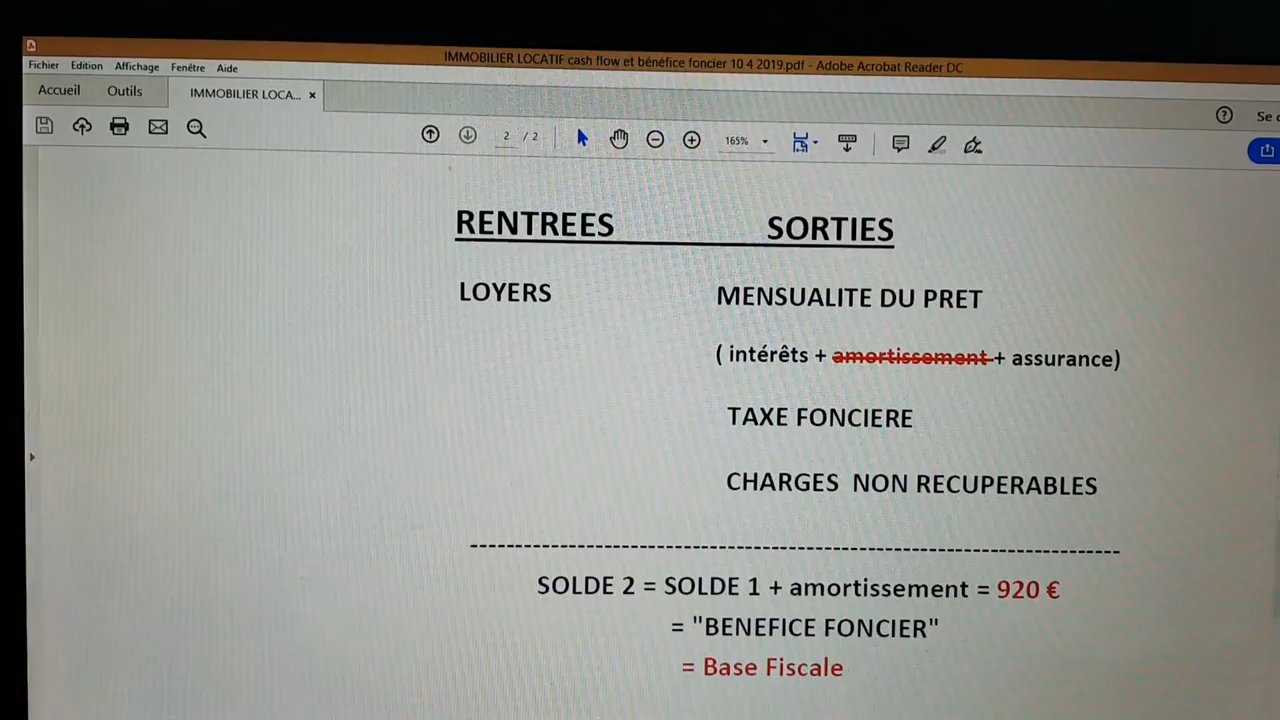 IMMOBILIER LOCATIF cash flow et bénéfice foncier 10 4 2019.pdf - Adobe Acrobat Reader DC
Fichier Edition Affichage Fenêtre Aide
Accueil Outils IMMOBILIER LOCA... ×
? Se c
2 / 2 165%
RENTREES SORTIES
LOYERS MENSUALITE DU PRET
( intérêts + amortissement + assurance)
TAXE FONCIERE
CHARGES NON RECUPERABLES
--------------------------------------------------------------------------
SOLDE 2 = SOLDE 1 + amortissement = 920 €
= "BENEFICE FONCIER"
= Base Fiscale